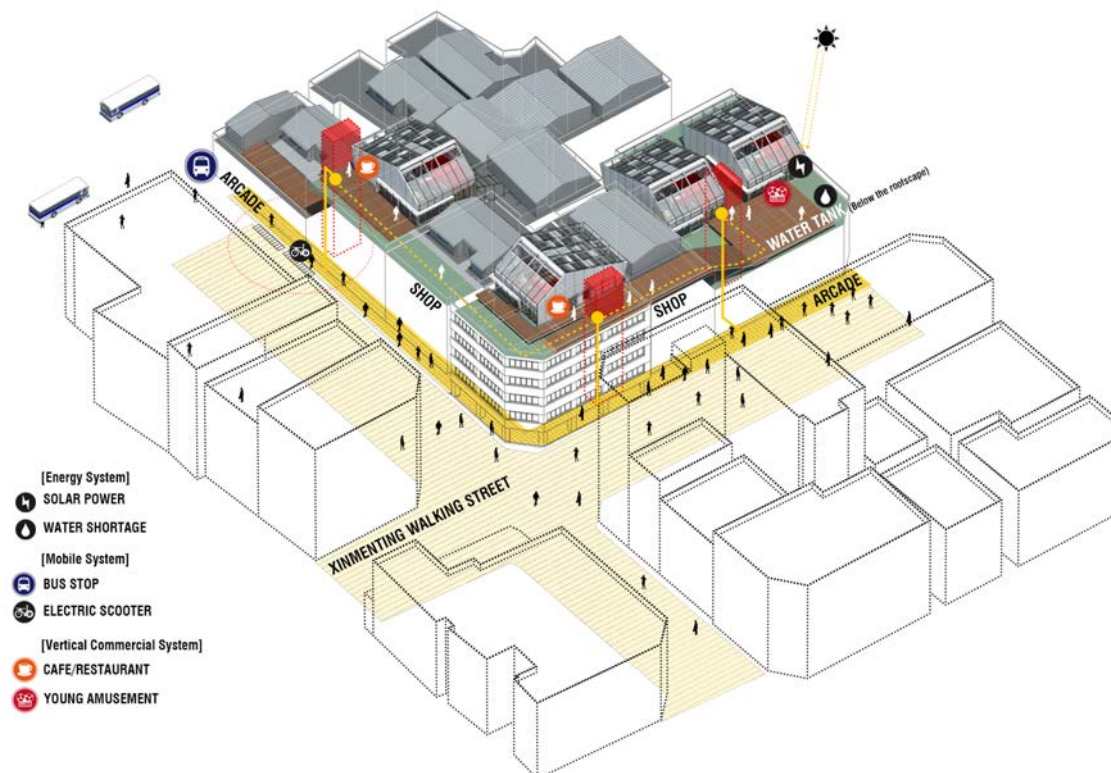 ARCADE
SHOP
SHOP
WATER TANK (Below the roofscape)
ARCADE
XINMENTING WALKING STREET
[Energy System]
SOLAR POWER
WATER SHORTAGE
[Mobile System]
BUS STOP
ELECTRIC SCOOTER
[Vertical Commercial System]
CAFE/RESTAURANT
YOUNG AMUSEMENT